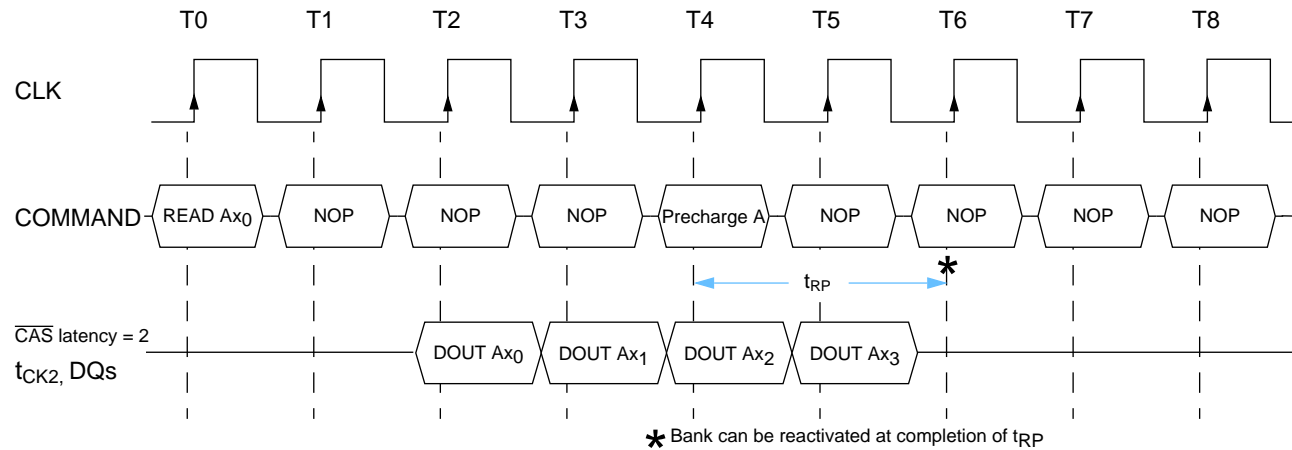 T0 T1 T2 T3 T4 T5 T6 T7 T8
CLK
COMMAND READ Ax0 NOP NOP NOP Precharge A NOP NOP NOP NOP
*
tRP
CAS latency = 2
tCK2, DQs DOUT Ax0 DOUT Ax1 DOUT Ax2 DOUT Ax3
* Bank can be reactivated at completion of tRP